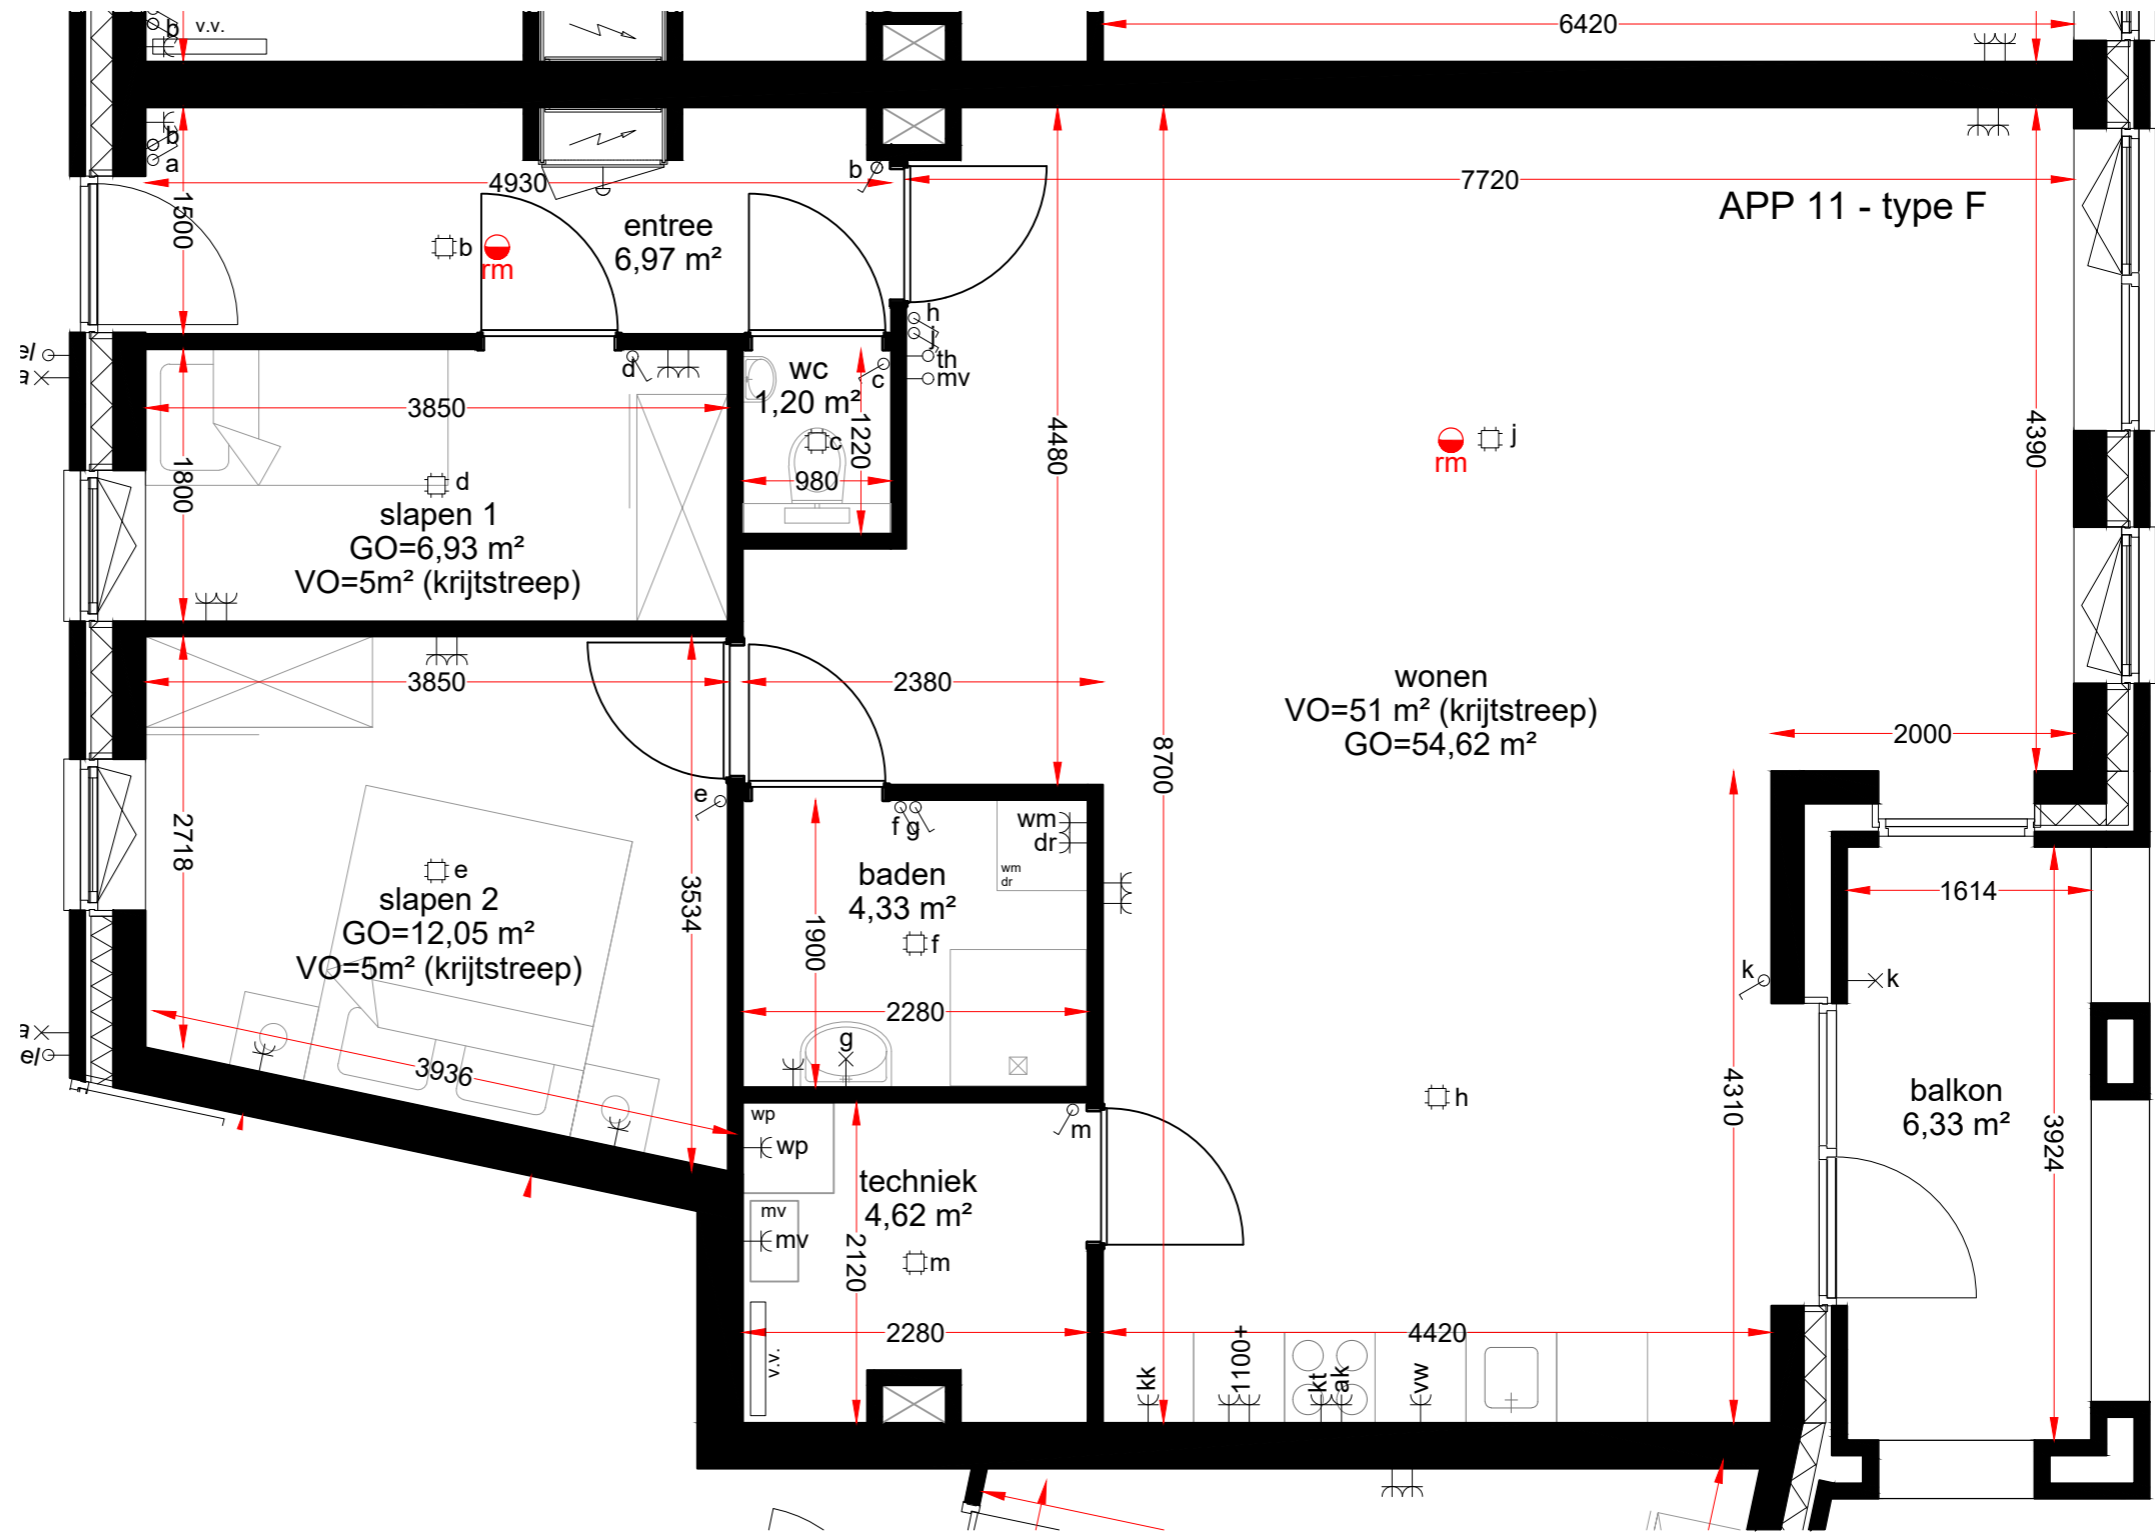 b
v.v.
6420
b
a
4930
b
7720
APP 11 - type F
1500
entree
6,97 m²
b
rm
h
j
th
mv
el
a
d
wc
1,20 m²
c
c
1220
980
3850
1800
d
slapen 1
GO=6,93 m²
VO=5m² (krijtstreep)
4480
rm
j
4390
3850
2380
wonen
VO=51 m² (krijtstreep)
GO=54,62 m²
2000
8700
e
2718
e
slapen 2
GO=12,05 m²
VO=5m² (krijtstreep)
3534
f g
wm
dr
wm
dr
baden
4,33 m²
f
1900
2280
g
1614
k
k
a
el
3936
h
4310
balkon
6,33 m²
3924
wp
wp
m
techniek
4,62 m²
mv
mv
m
2120
2280
v.v.
4420
kk
1100+
kt
ak
vw